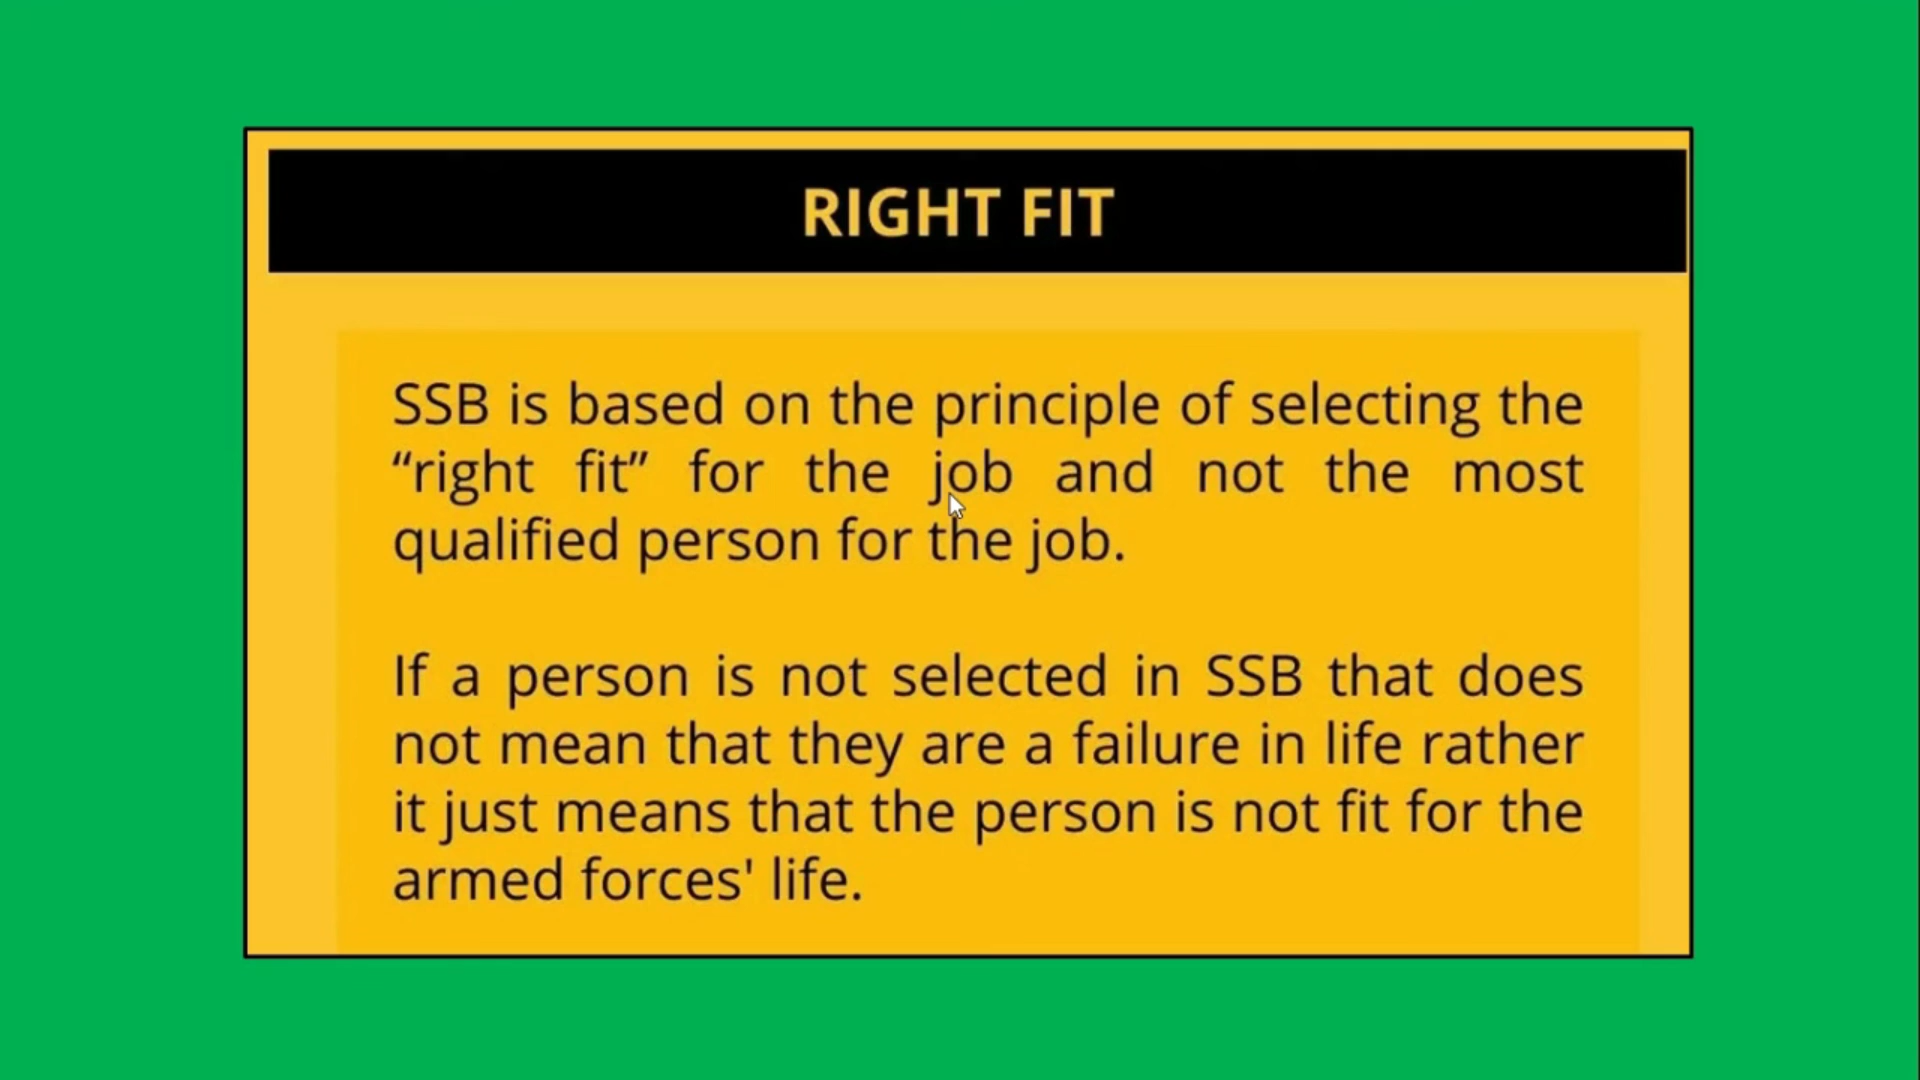 RIGHT FIT
SSB is based on the principle of selecting the
“right fit” for the job and not the most
qualified person for the job.
If a person is not selected in SSB that does
not mean that they are a failure in life rather
it just means that the person is not fit for the
armed forces' life.